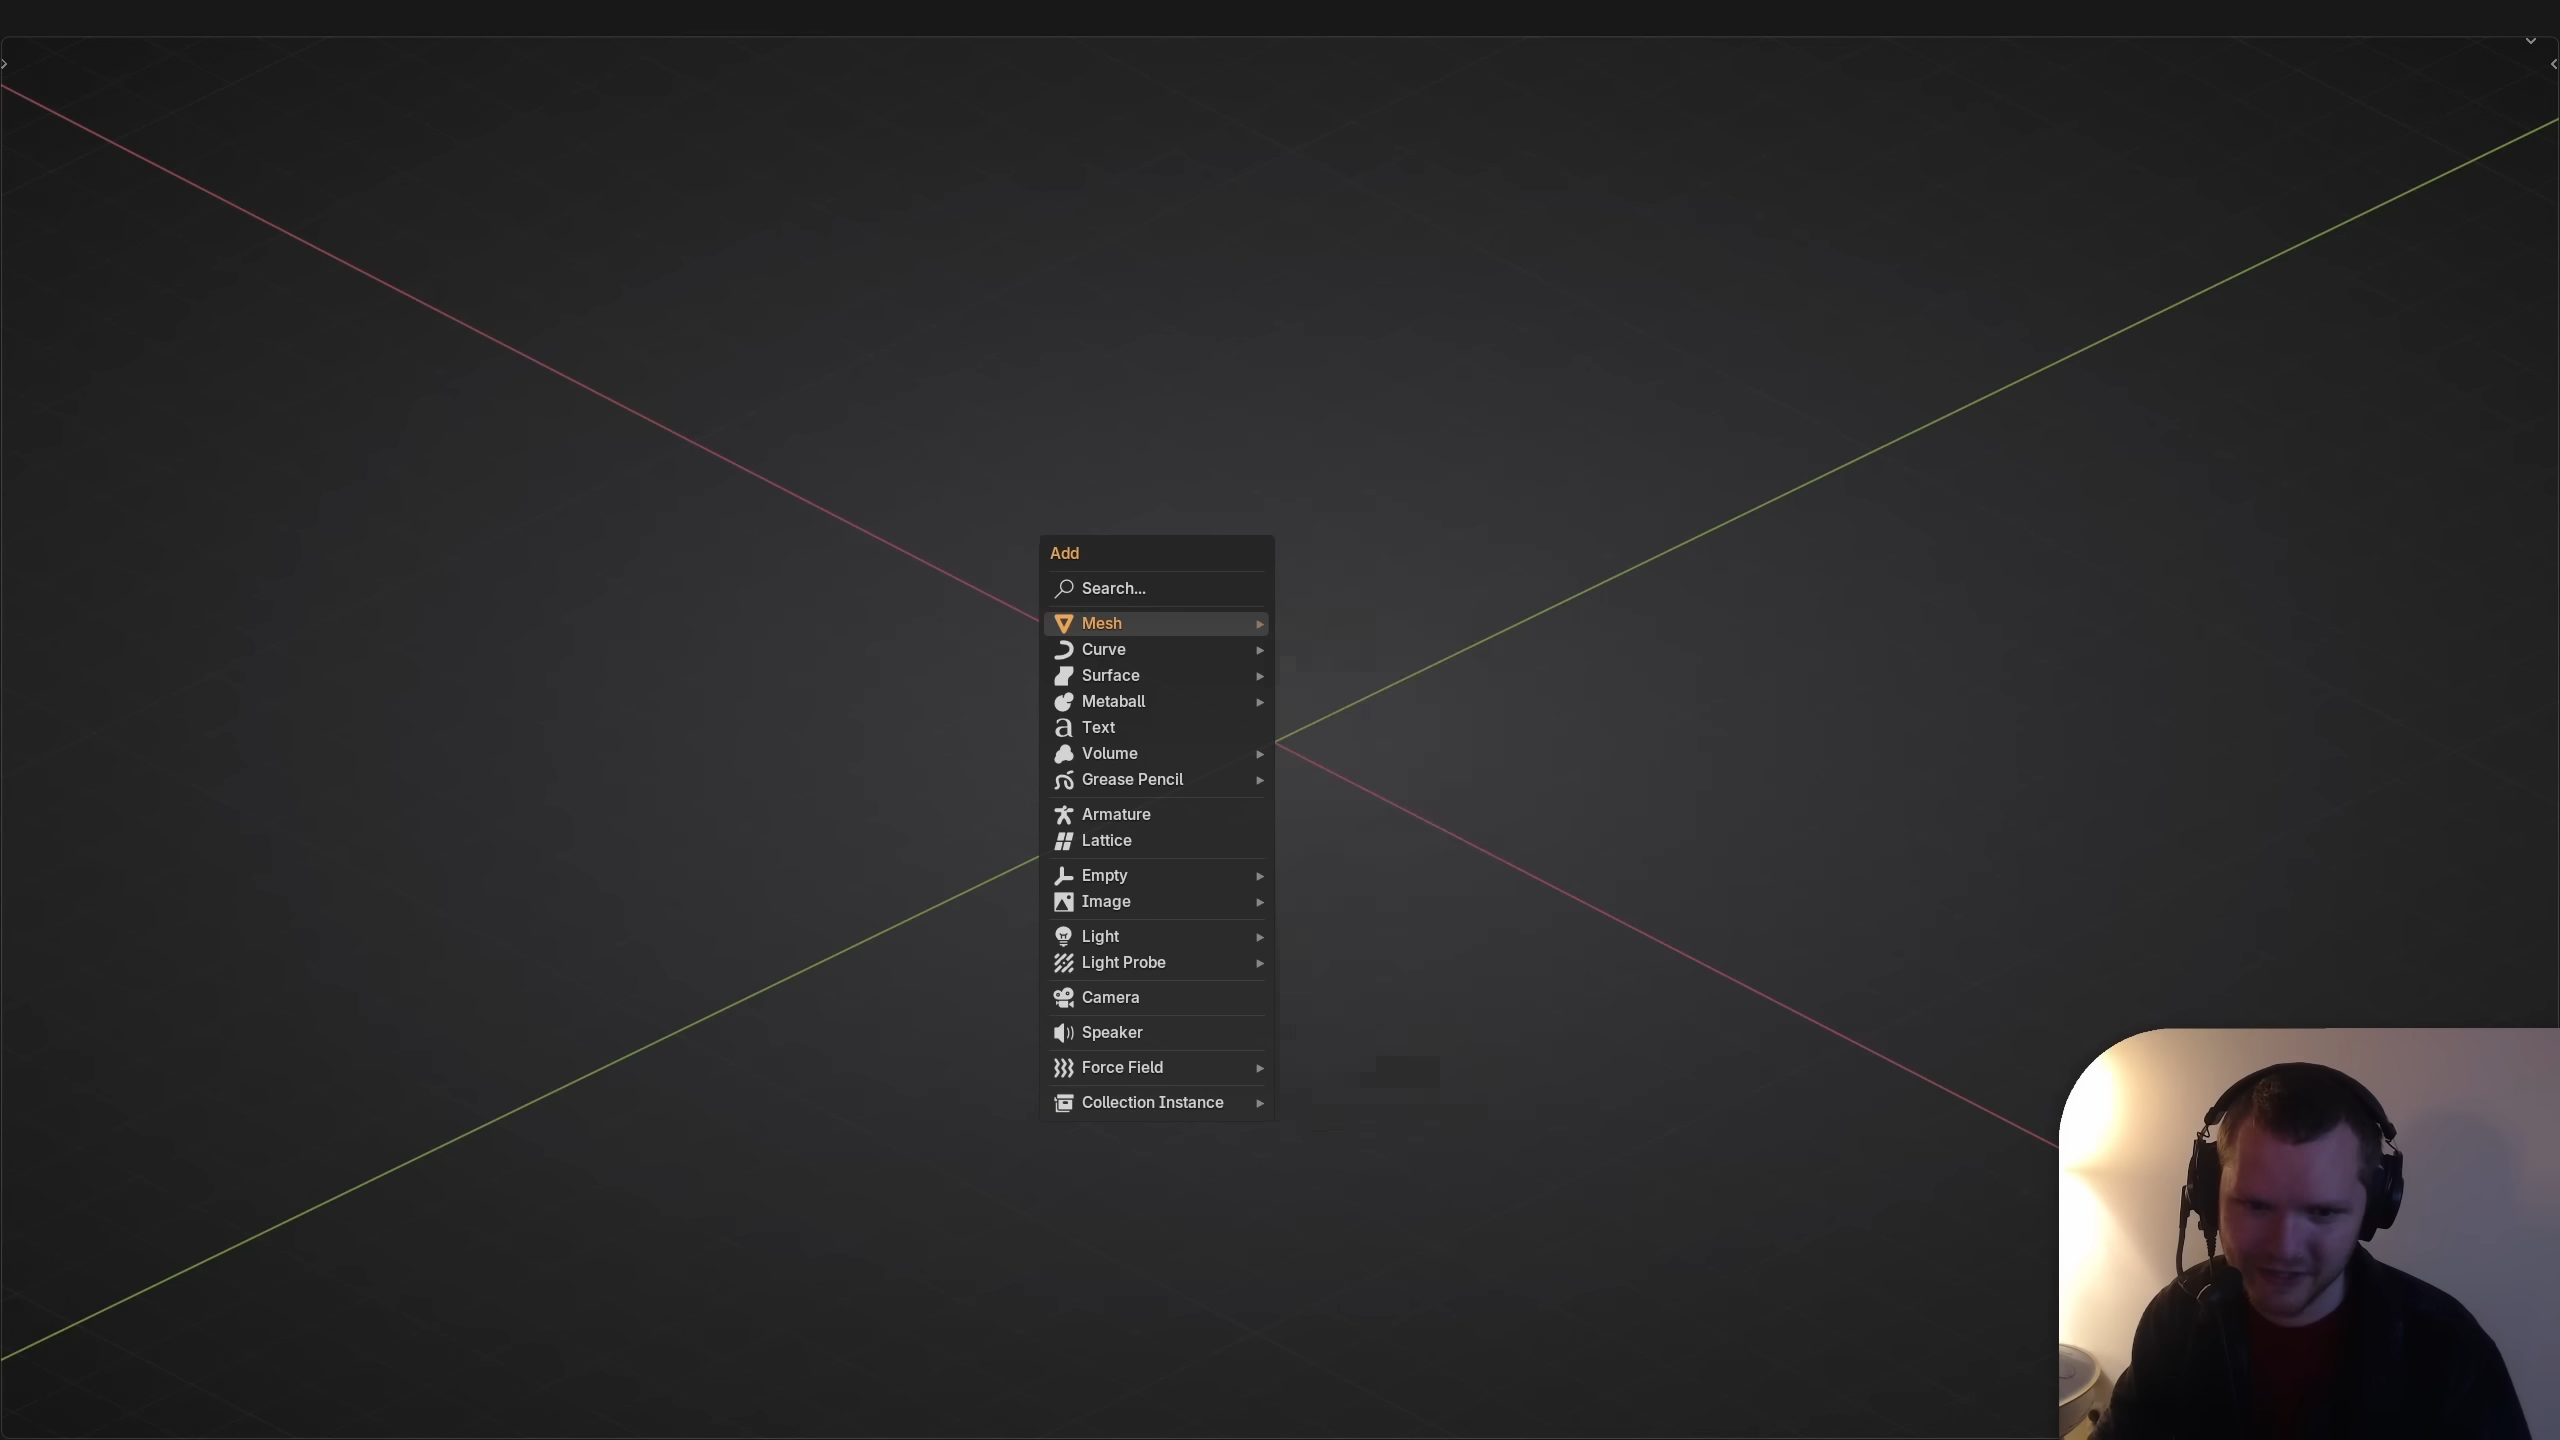 Add
Search...
Mesh
Curve
Surface
Metaball
Text
Volume
Grease Pencil
Armature
Lattice
Empty
Image
Light
Light Probe
Camera
Speaker
Force Field
Collection Instance